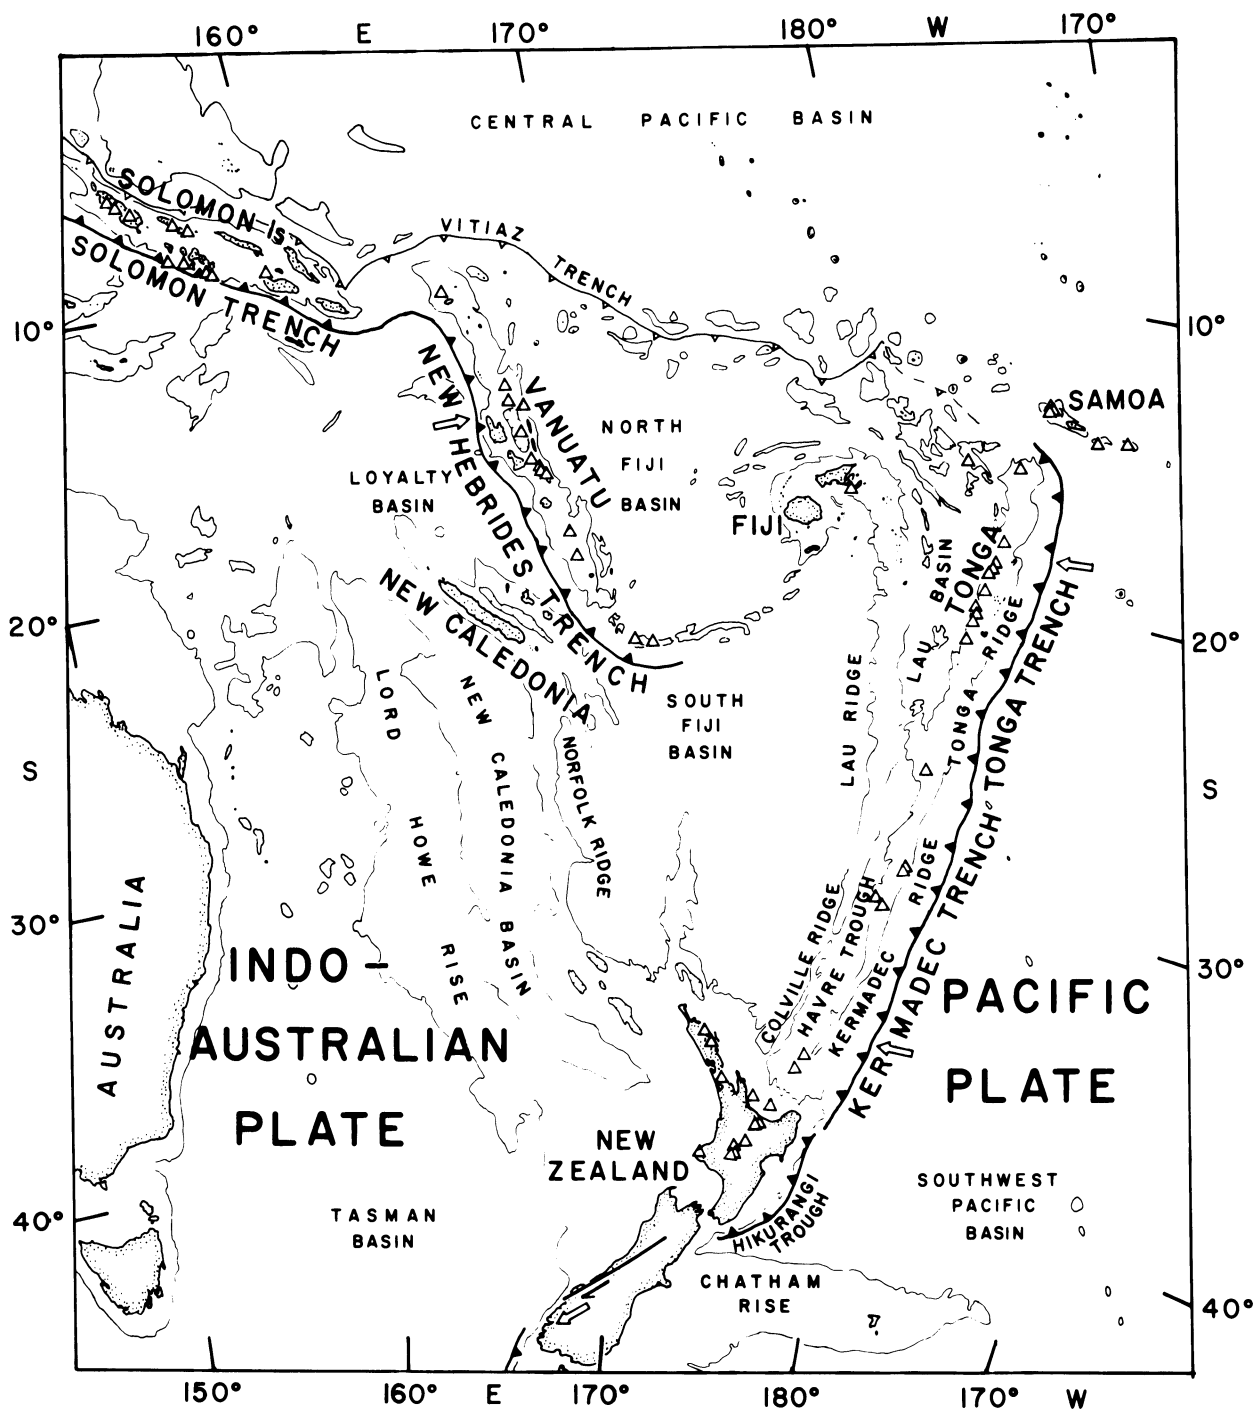 160° E 170° 180° W 170°
CENTRAL PACIFIC BASIN
SOLOMON Is
SOLOMON TRENCH
VITIAZ TRENCH
10°
10°
NEW HEBRIDES TRENCH
VANUATU
SAMOA
NORTH
FIJI
BASIN
LOYALTY
BASIN
FIJI
NEW CALEDONIA
LAU BASIN
TONGA
TONGA RIDGE
TONGA TRENCH
20°
20°
LORD HOWE RISE
NEW CALEDONIA BASIN
NORFOLK RIDGE
SOUTH
FIJI
BASIN
LAU RIDGE
S
S
AUSTRALIA
COLVILLE RIDGE
HAVRE TROUGH
KERMADEC RIDGE
KERMADEC TRENCH
30°
30°
INDO-
AUSTRALIAN
PLATE
PACIFIC
PLATE
NEW
ZEALAND
HIKURANGI
TROUGH
SOUTHWEST
PACIFIC
BASIN
TASMAN
BASIN
CHATHAM
RISE
40°
40°
150° 160° E 170° 180° 170° W